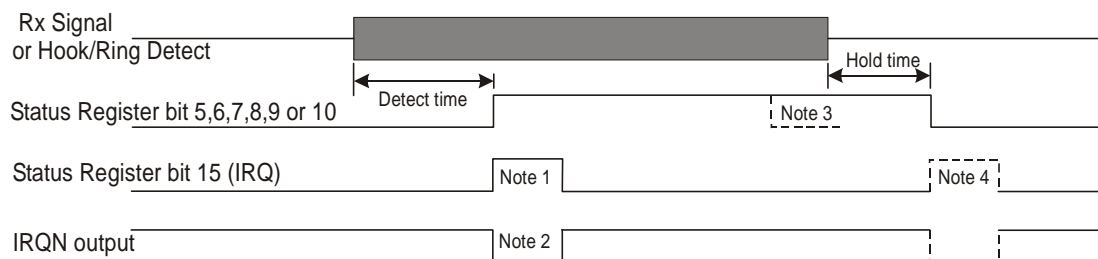 Rx Signal
or Hook/Ring Detect
Hold time
Detect time
Status Register bit 5,6,7,8,9 or 10
Note 3
Status Register bit 15 (IRQ)
Note 1
Note 4
IRQN output
Note 2